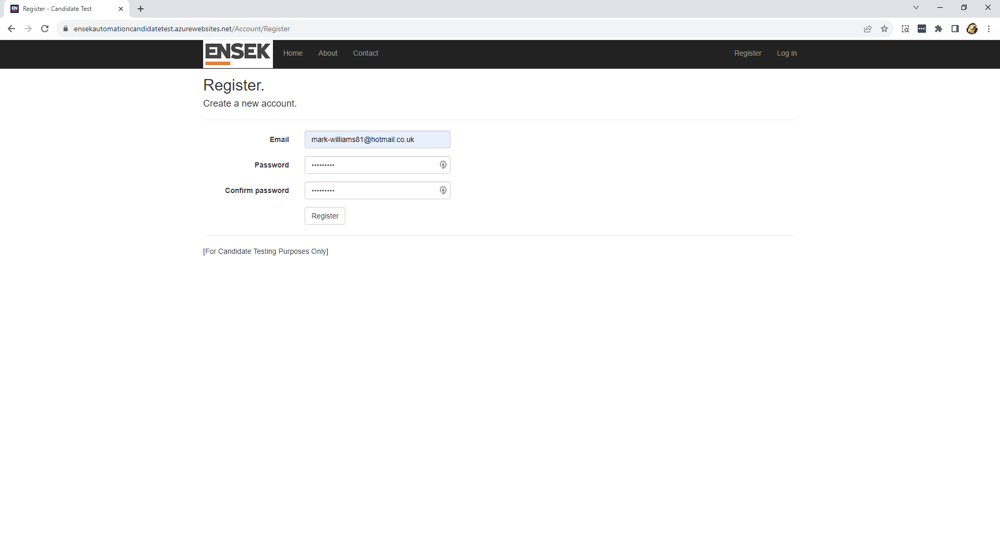 Register - Candidate Test
ensekautomationcandidatetest.azurewebsites.net/Account/Register
ENSEK Home About Contact Register Log in
Register.
Create a new account.
Email mark-williams81@hotmail.co.uk
Password •••••••••
Confirm password •••••••••
Register
[For Candidate Testing Purposes Only]